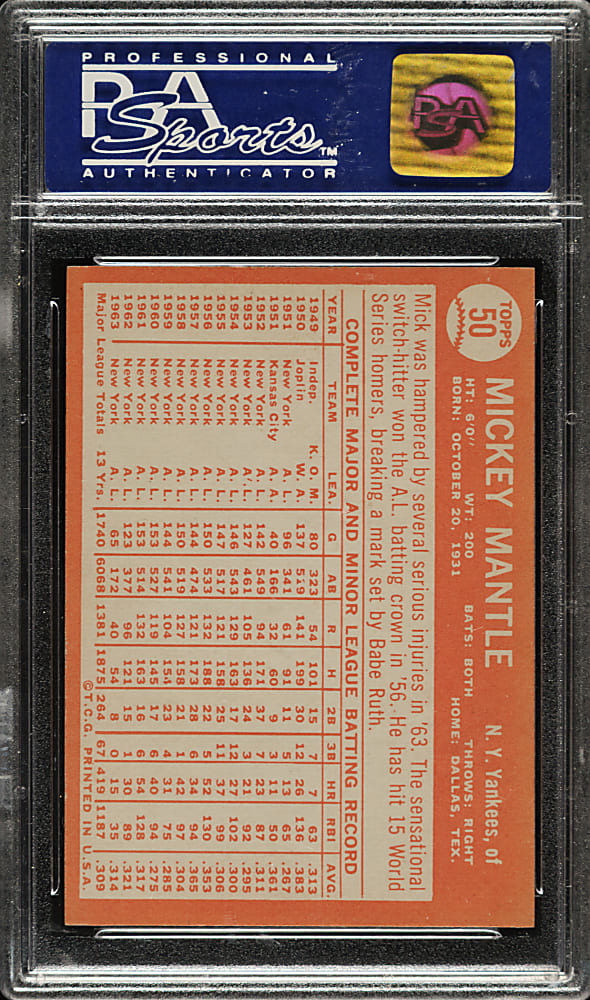 PROFESSIONAL
PSA
Sports™
AUTHENTICATOR
PSA
TOPPS
50
MICKEY MANTLE N. Y. Yankees, of
HT: 6'0" WT: 200 BATS: BOTH THROWS: RIGHT
BORN: OCTOBER 20, 1931 HOME: DALLAS, TEX.
Mick was hampered by several serious injuries in '63. The sensational
switch-hitter won the A.L. batting crown in '56. He has hit 15 World
Series homers, breaking a mark set by Babe Ruth.
COMPLETE MAJOR AND MINOR LEAGUE BATTING RECORD
YEAR TEAM LEA. G AB R H 2B 3B HR RBI AVG.
1949 Indep. K. O. M. 80 323 54 101 15 7 7 63 .313
1950 Joplin W. A. 137 519 141 199 30 12 26 136 .383
1951 New York A. L. 96 341 61 91 11 5 13 65 .267
1951 Kansas City A. A. 40 166 32 60 9 3 11 50 .361
1952 New York A. L. 142 549 94 171 37 7 23 87 .311
1953 New York A. L. 127 461 105 136 24 3 21 92 .295
1954 New York A. L. 146 543 129 163 17 12 27 102 .300
1955 New York A. L. 147 517 121 158 25 11 37 99 .306
1956 New York A. L. 150 533 132 188 22 5 52 130 .353
1957 New York A. L. 144 474 121 173 28 6 34 94 .365
1958 New York A. L. 150 519 127 158 21 1 42 97 .304
1959 New York A. L. 144 541 104 154 23 4 31 75 .285
1960 New York A. L. 153 527 119 145 17 6 40 94 .275
1961 New York A. L. 153 514 132 163 16 6 54 128 .317
1962 New York A. L. 123 377 96 121 15 1 30 89 .321
1963 New York A. L. 65 172 40 54 8 0 15 35 .314
Major League Totals 13 Yrs. 1740 6068 1381 1875 264 67 419 1187 .309
©T.C.G. PRINTED IN U.S.A.